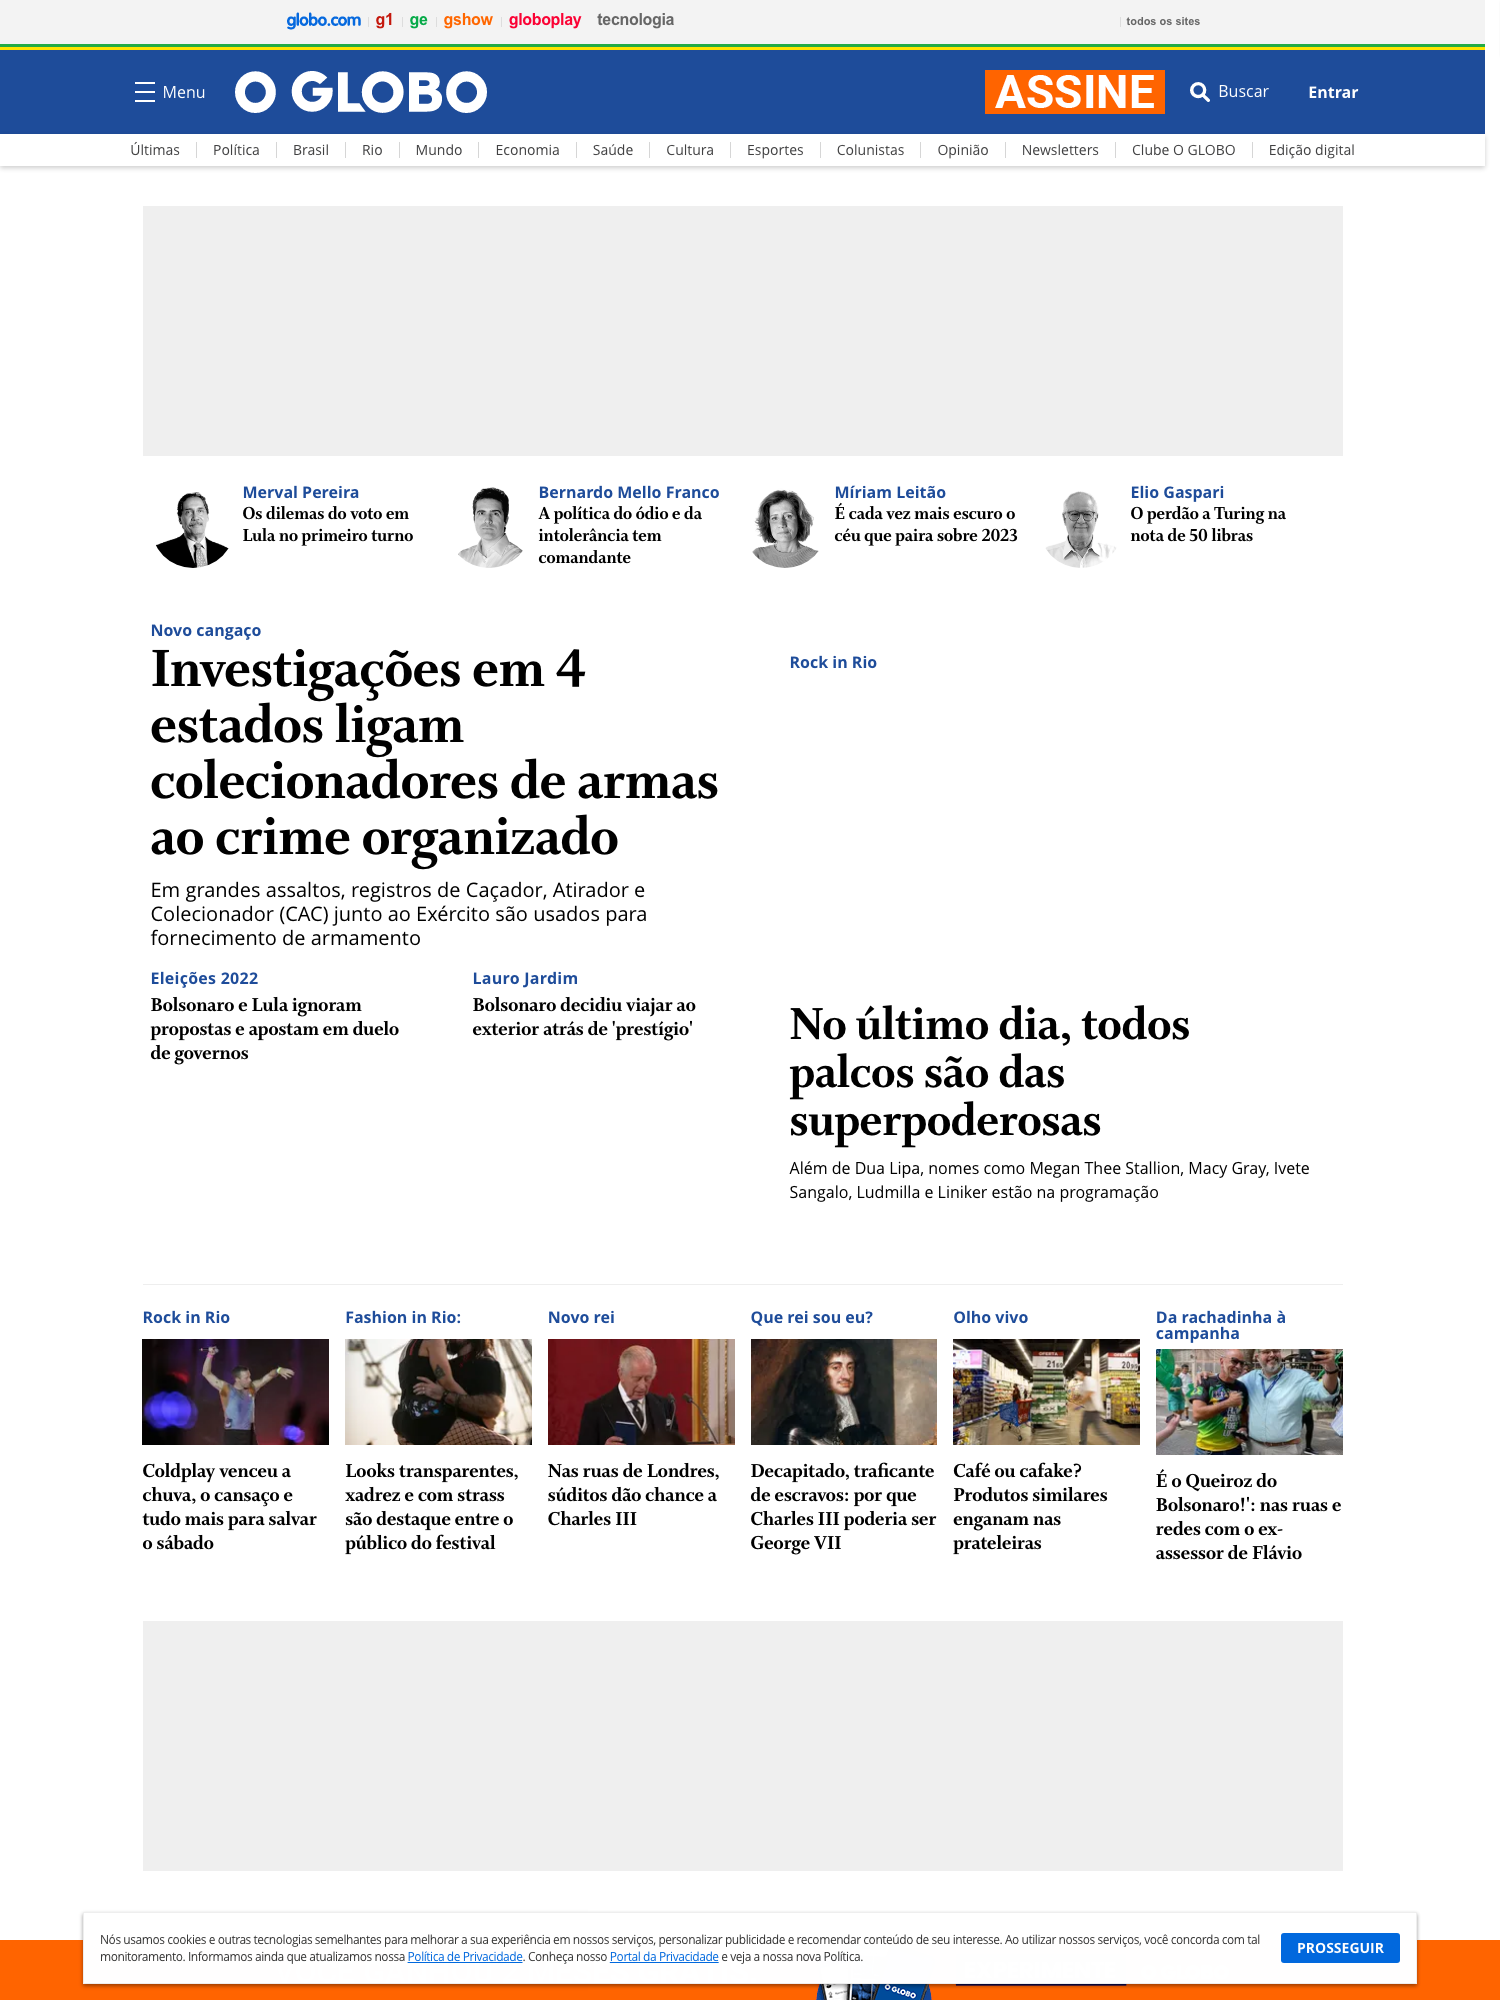 globo.com g1 ge gshow globoplay tecnologia todos os sites
Menu O GLOBO ASSINE Buscar Entrar
Últimas Política Brasil Rio Mundo Economia Saúde Cultura Esportes Colunistas Opinião Newsletters Clube O GLOBO Edição digital
Merval Pereira
Os dilemas do voto em
Lula no primeiro turno
Bernardo Mello Franco
A política do ódio e da
intolerância tem
comandante
Míriam Leitão
É cada vez mais escuro o
céu que paira sobre 2023
Elio Gaspari
O perdão a Turing na
nota de 50 libras
Novo cangaço
Investigações em 4
estados ligam
colecionadores de armas
ao crime organizado
Em grandes assaltos, registros de Caçador, Atirador e
Colecionador (CAC) junto ao Exército são usados para
fornecimento de armamento
Eleições 2022
Bolsonaro e Lula ignoram
propostas e apostam em duelo
de governos
Lauro Jardim
Bolsonaro decidiu viajar ao
exterior atrás de 'prestígio'
Rock in Rio
No último dia, todos
palcos são das
superpoderosas
Além de Dua Lipa, nomes como Megan Thee Stallion, Macy Gray, Ivete
Sangalo, Ludmilla e Liniker estão na programação
Rock in Rio
Coldplay venceu a
chuva, o cansaço e
tudo mais para salvar
o sábado
Fashion in Rio:
Looks transparentes,
xadrez e com strass
são destaque entre o
público do festival
Novo rei
Nas ruas de Londres,
súditos dão chance a
Charles III
Que rei sou eu?
Decapitado, traficante
de escravos: por que
Charles III poderia ser
George VII
Olho vivo
OFERTA
Café ou cafake?
Produtos similares
enganam nas
prateleiras
Da rachadinha à
campanha
É o Queiroz do
Bolsonaro!': nas ruas e
redes com o ex-
assessor de Flávio
Nós usamos cookies e outras tecnologias semelhantes para melhorar a sua experiência em nossos serviços, personalizar publicidade e recomendar conteúdo de seu interesse. Ao utilizar nossos serviços, você concorda com tal
monitoramento. Informamos ainda que atualizamos nossa Política de Privacidade. Conheça nosso Portal da Privacidade e veja a nossa nova Política.
PROSSEGUIR
O GLOBO